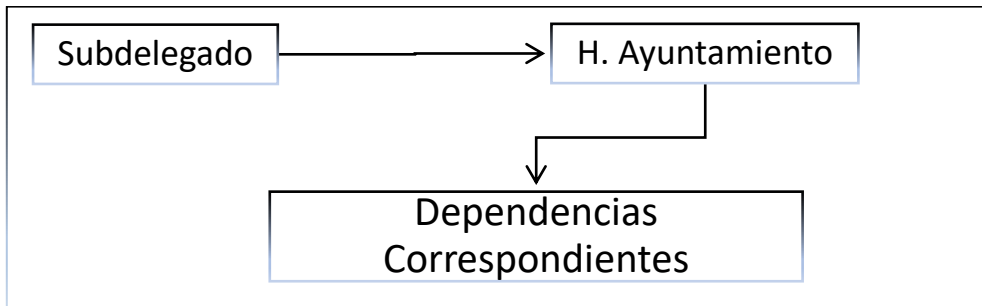 Subdelegado
H. Ayuntamiento
Dependencias
Correspondientes